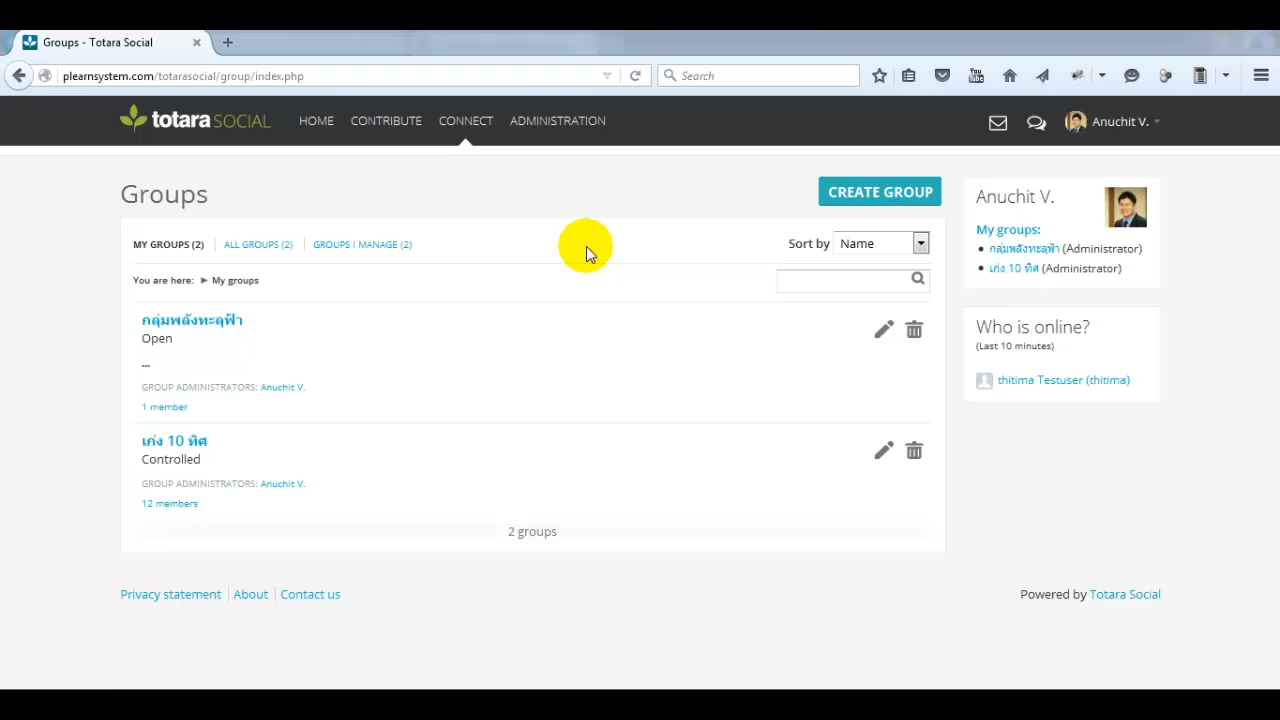 Groups - Totara Social
plearnsystem.com/totarasocial/group/index.php
Search
You Tube
totara SOCIAL
HOME
CONTRIBUTE
CONNECT
ADMINISTRATION
Anuchit V.
Groups
CREATE GROUP
MY GROUPS (2)
ALL GROUPS (2)
GROUPS I MANAGE (2)
Sort by
Name
You are here: ► My groups
กลุ่มพลังทะลุฟ้า
Open
...
GROUP ADMINISTRATORS: Anuchit V.
1 member
เก่ง 10 ทิศ
Controlled
GROUP ADMINISTRATORS: Anuchit V.
12 members
2 groups
Anuchit V.
My groups:
กลุ่มพลังทะลุฟ้า (Administrator)
เก่ง 10 ทิศ (Administrator)
Who is online?
(Last 10 minutes)
thitima Testuser (thitima)
Privacy statement
About
Contact us
Powered by Totara Social